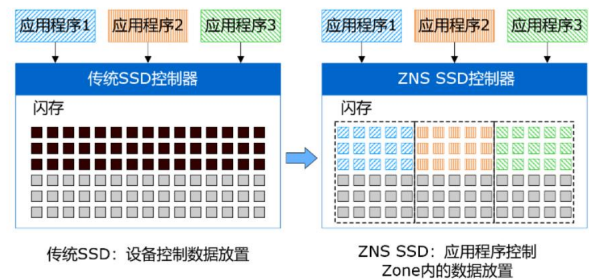 应用程序1 应用程序2 应用程序3
传统SSD控制器
闪存
传统SSD：设备控制数据放置
应用程序1 应用程序2 应用程序3
ZNS SSD控制器
闪存
ZNS SSD：应用程序控制
Zone内的数据放置